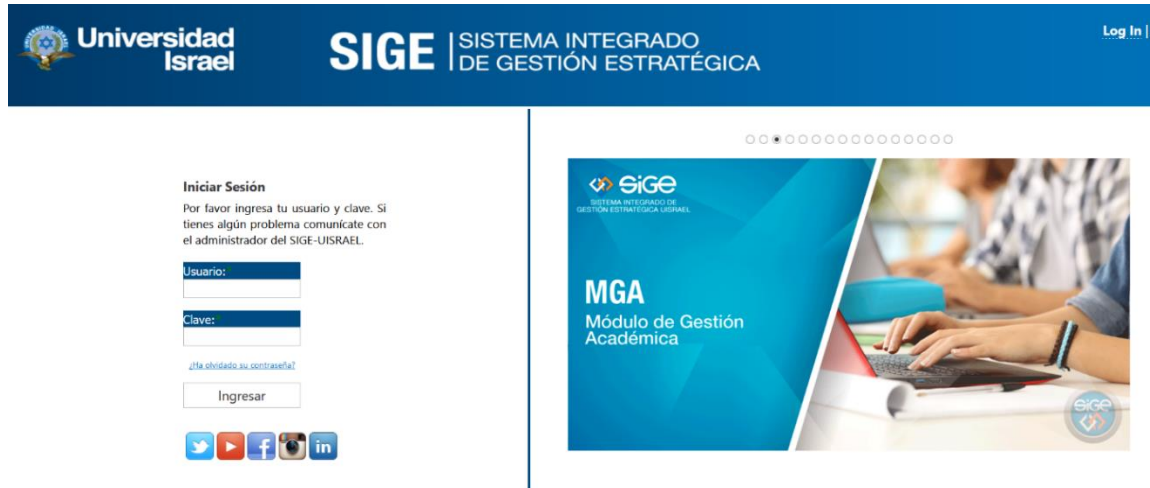 Universidad
Israel
SIGE
SISTEMA INTEGRADO
DE GESTIÓN ESTRATÉGICA
Log In |
Iniciar Sesión
Por favor ingresa tu usuario y clave. Si
tienes algún problema comunícate con
el administrador del SIGE-UISRAEL.
Usuario:*
Clave:*
¿Ha olvidado su contraseña?
Ingresar
SiGe
SISTEMA INTEGRADO DE
GESTIÓN ESTRATÉGICA UISRAEL
MGA
Módulo de Gestión
Académica
SiGe